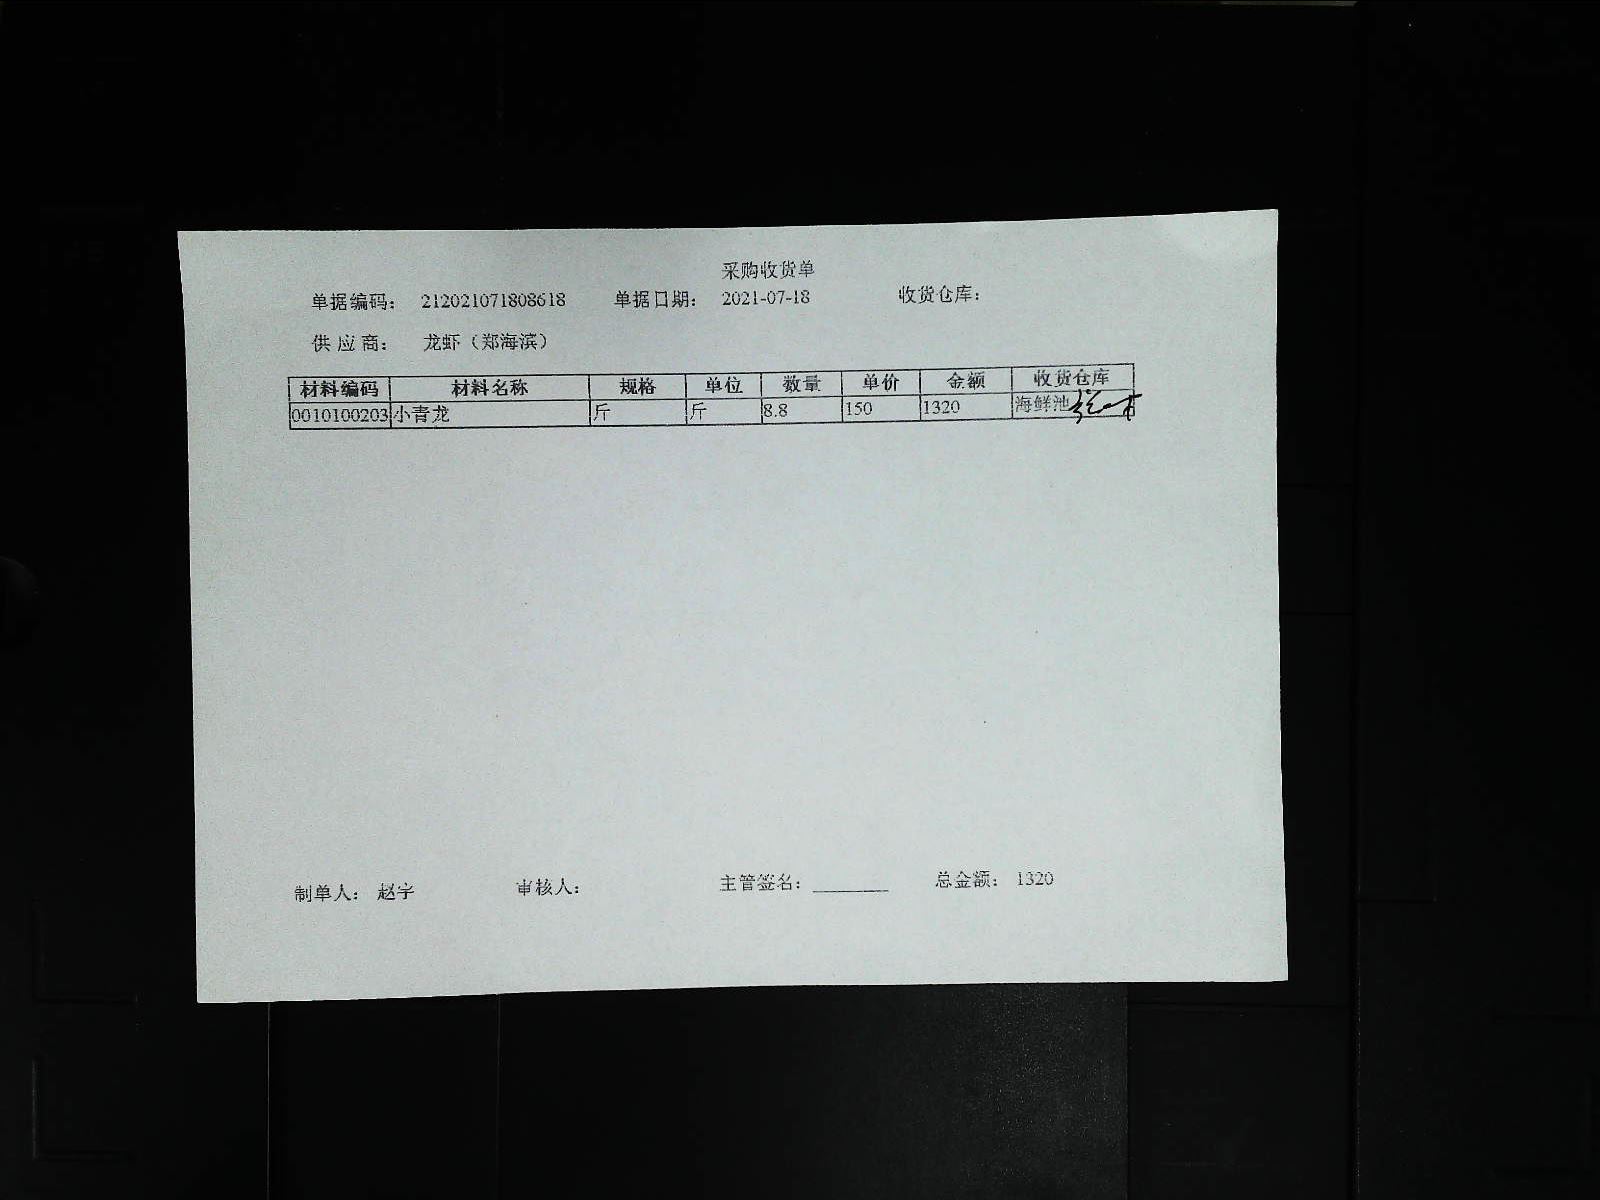 采购收货单
单据编码： 212021071808618 单据日期： 2021-07-18 收货仓库：
供应商： 龙虾（郑海滨）
材料编码 材料名称 规格 单位 数量 单价 金额 收货仓库
0010100203 小青龙 斤 斤 8.8 150 1320 海鲜池
制单人： 赵宇 审核人： 主管签名： ________ 总金额： 1320